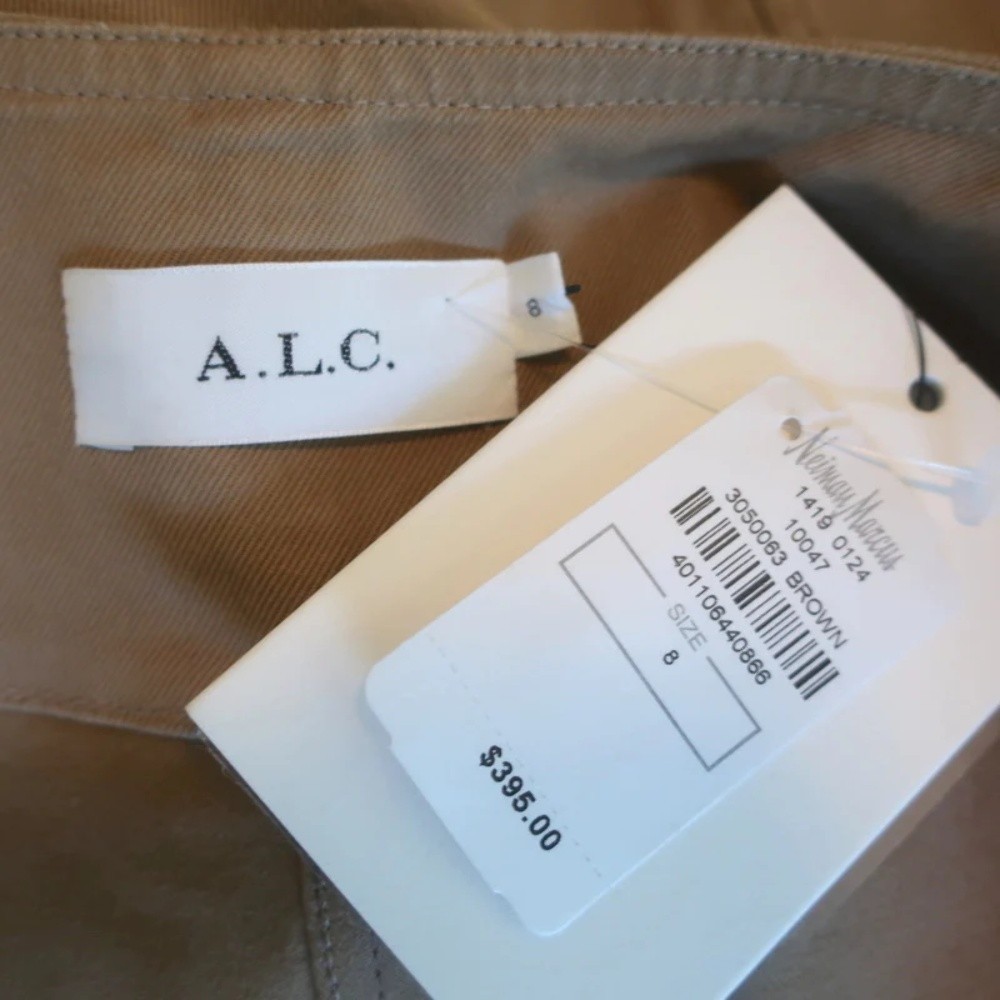 A.L.C.
8
Neiman Marcus
1419 0124
10047
3050063 BROWN
401106440866
SIZE
8
$395.00